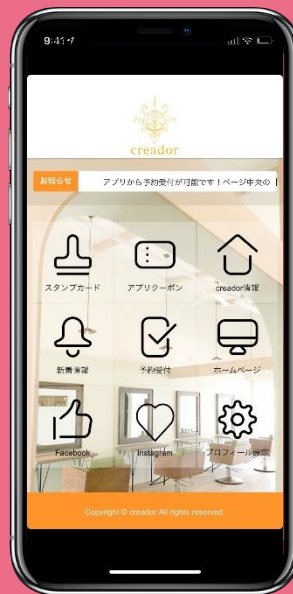 9:41
creador
お知らせ アプリから予約受付が可能です！ページ中央の
スタンプカード アプリクーポン creador情報
新着情報 予約受付 ホームページ
Facebook Instagram プロフィール設定
Copyright © creador All rights reserved.